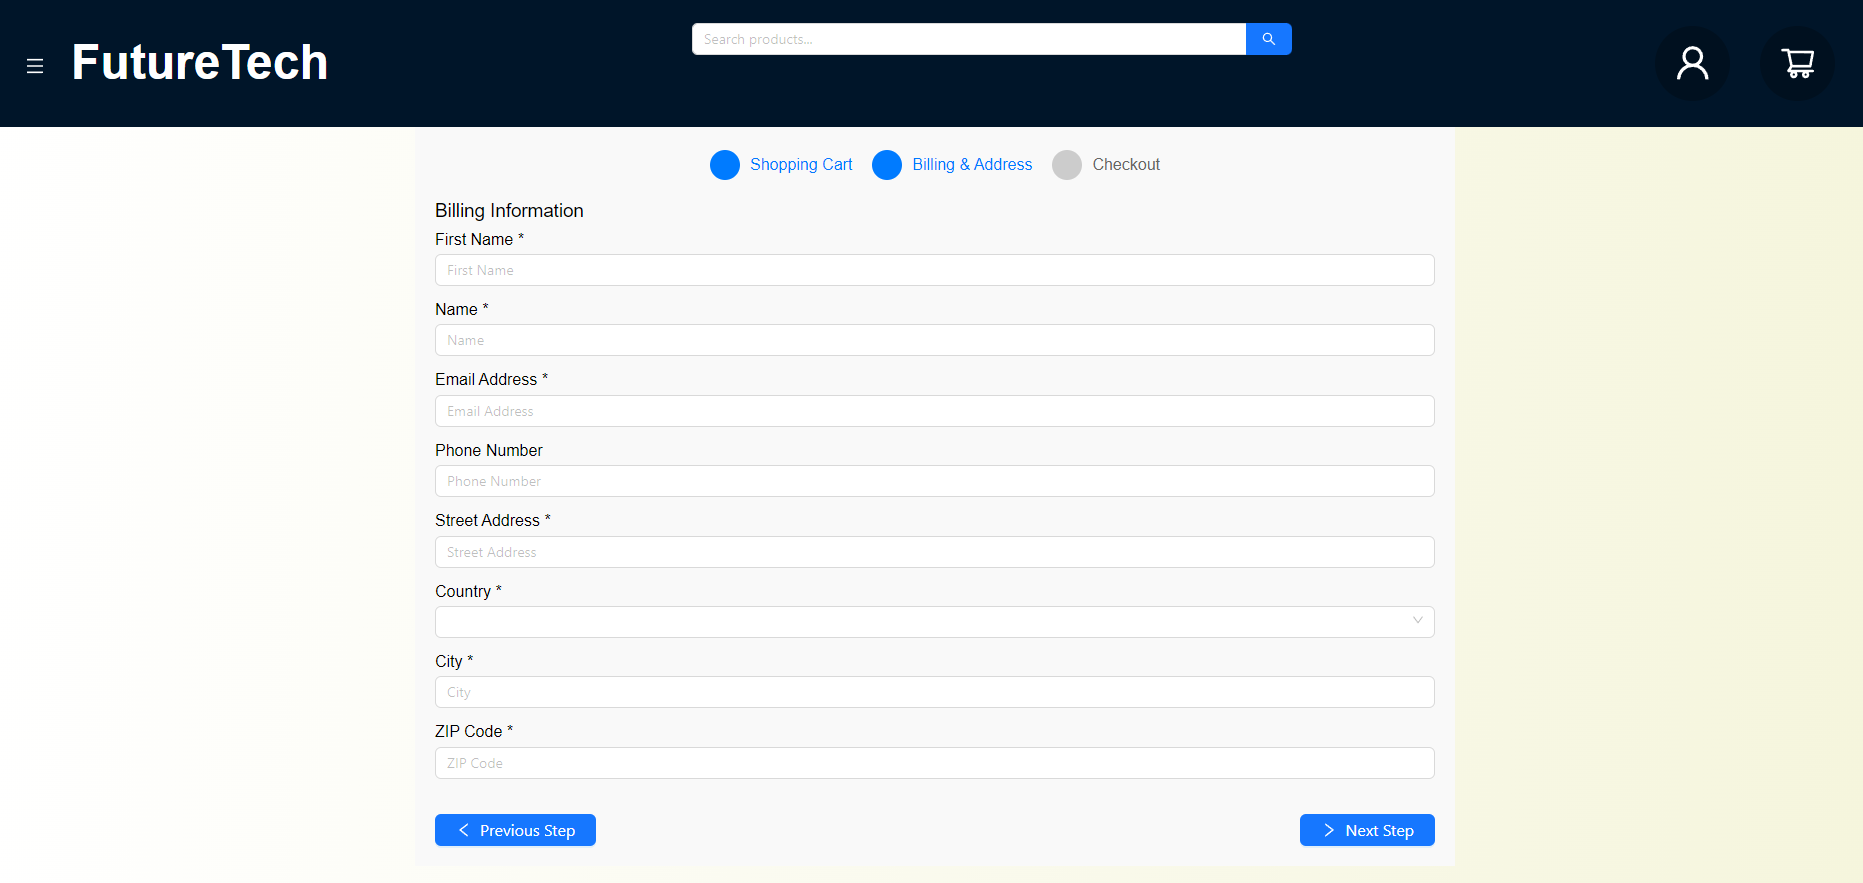 FutureTech
Search products...
Shopping Cart Billing & Address Checkout
Billing Information
First Name *
First Name
Name *
Name
Email Address *
Email Address
Phone Number
Phone Number
Street Address *
Street Address
Country *
City *
City
ZIP Code *
ZIP Code
Previous Step Next Step